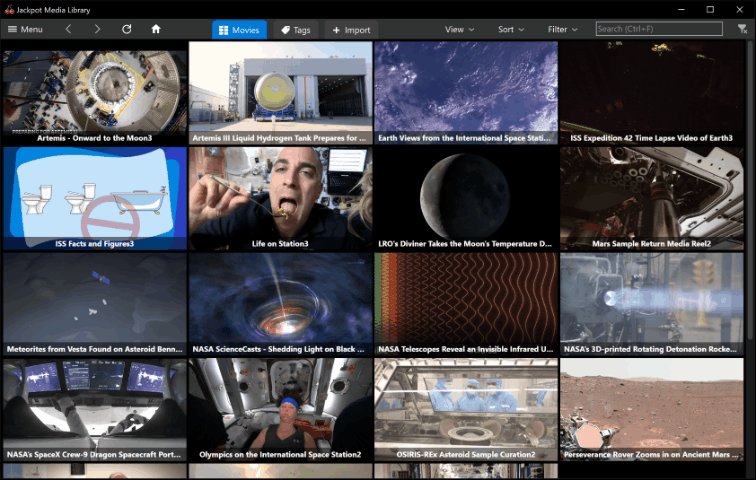 Jackpot Media Library
Menu
Movies
Tags
Import
View
Sort
Filter
Search (Ctrl+F)
PREPARING FOR ARTEMIS II
Artemis - Onward to the Moon3
Artemis III Liquid Hydrogen Tank Prepares for ...
Earth Views from the International Space Stati...
ISS Expedition 42 Time Lapse Video of Earth3
ISS Facts and Figures3
Life on Station3
LRO's Diviner Takes the Moon's Temperature D...
Mars Sample Return Media Reel2
Meteorites from Vesta Found on Asteroid Benn...
NASA ScienceCasts - Shedding Light on Black ...
NASA Telescopes Reveal an Invisible Infrared U...
NASA's 3D-printed Rotating Detonation Rocke...
NASA's SpaceX Crew-9 Dragon Spacecraft Port...
Olympics on the International Space Station2
OSIRIS-REx Asteroid Sample Curation2
Perseverance Rover Zooms in on Ancient Mars ...